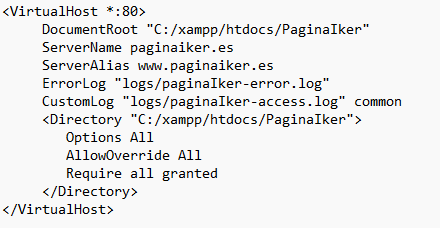 <VirtualHost *:80>
DocumentRoot "C:/xampp/htdocs/PaginaIker"
ServerName paginaiker.es
ServerAlias www.paginaiker.es
ErrorLog "logs/paginaIker-error.log"
CustomLog "logs/paginaIker-access.log" common
<Directory "C:/xampp/htdocs/PaginaIker">
Options All
AllowOverride All
Require all granted
</Directory>
</VirtualHost>